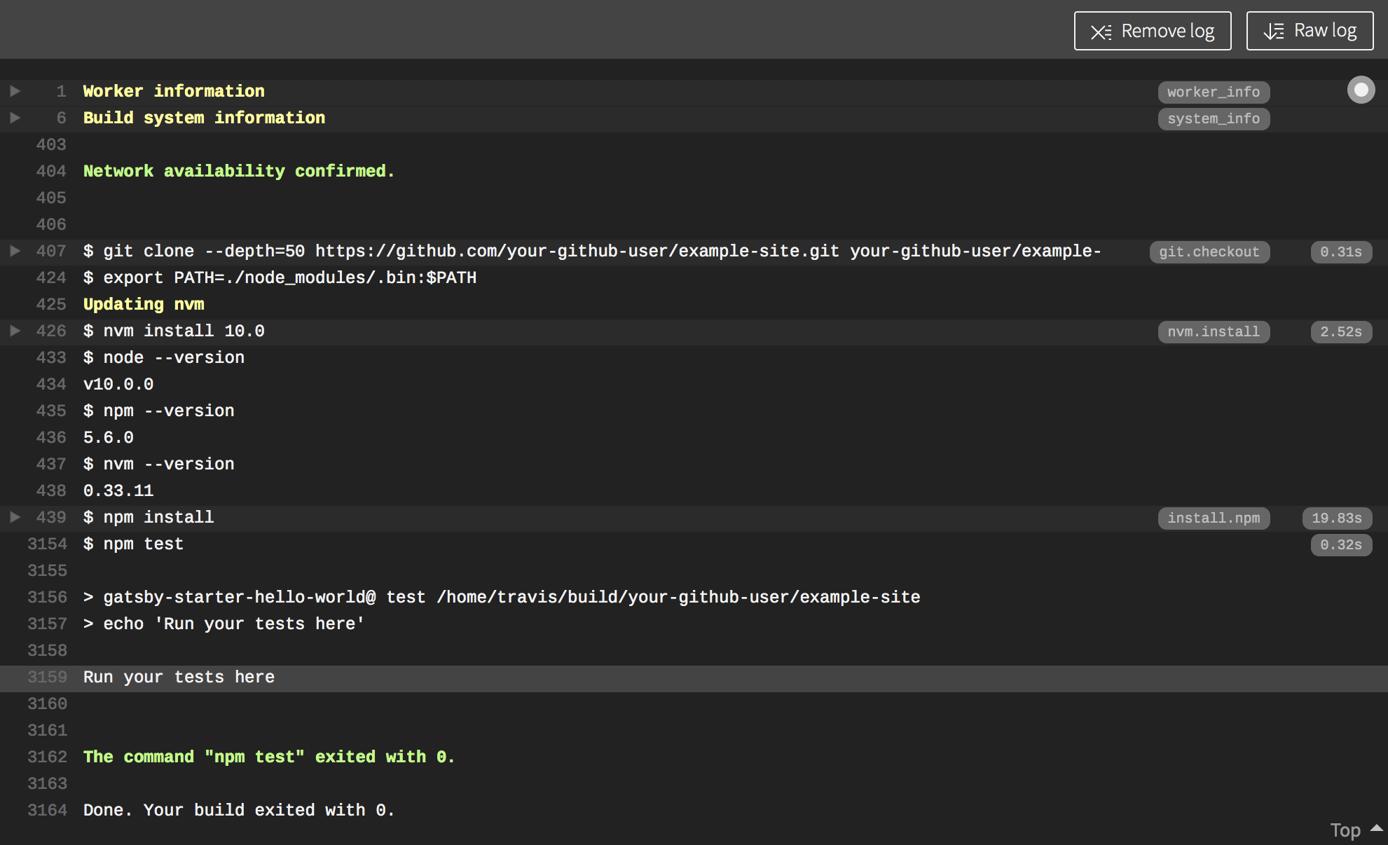 Remove log Raw log
1 Worker information worker_info
6 Build system information system_info
403
404 Network availability confirmed.
405
406
407 $ git clone --depth=50 https://github.com/your-github-user/example-site.git your-github-user/example- git.checkout 0.31s
424 $ export PATH=./node_modules/.bin:$PATH
425 Updating nvm
426 $ nvm install 10.0 nvm.install 2.52s
433 $ node --version
434 v10.0.0
435 $ npm --version
436 5.6.0
437 $ nvm --version
438 0.33.11
439 $ npm install install.npm 19.83s
3154 $ npm test 0.32s
3155
3156 > gatsby-starter-hello-world@ test /home/travis/build/your-github-user/example-site
3157 > echo 'Run your tests here'
3158
3159 Run your tests here
3160
3161
3162 The command "npm test" exited with 0.
3163
3164 Done. Your build exited with 0.
Top